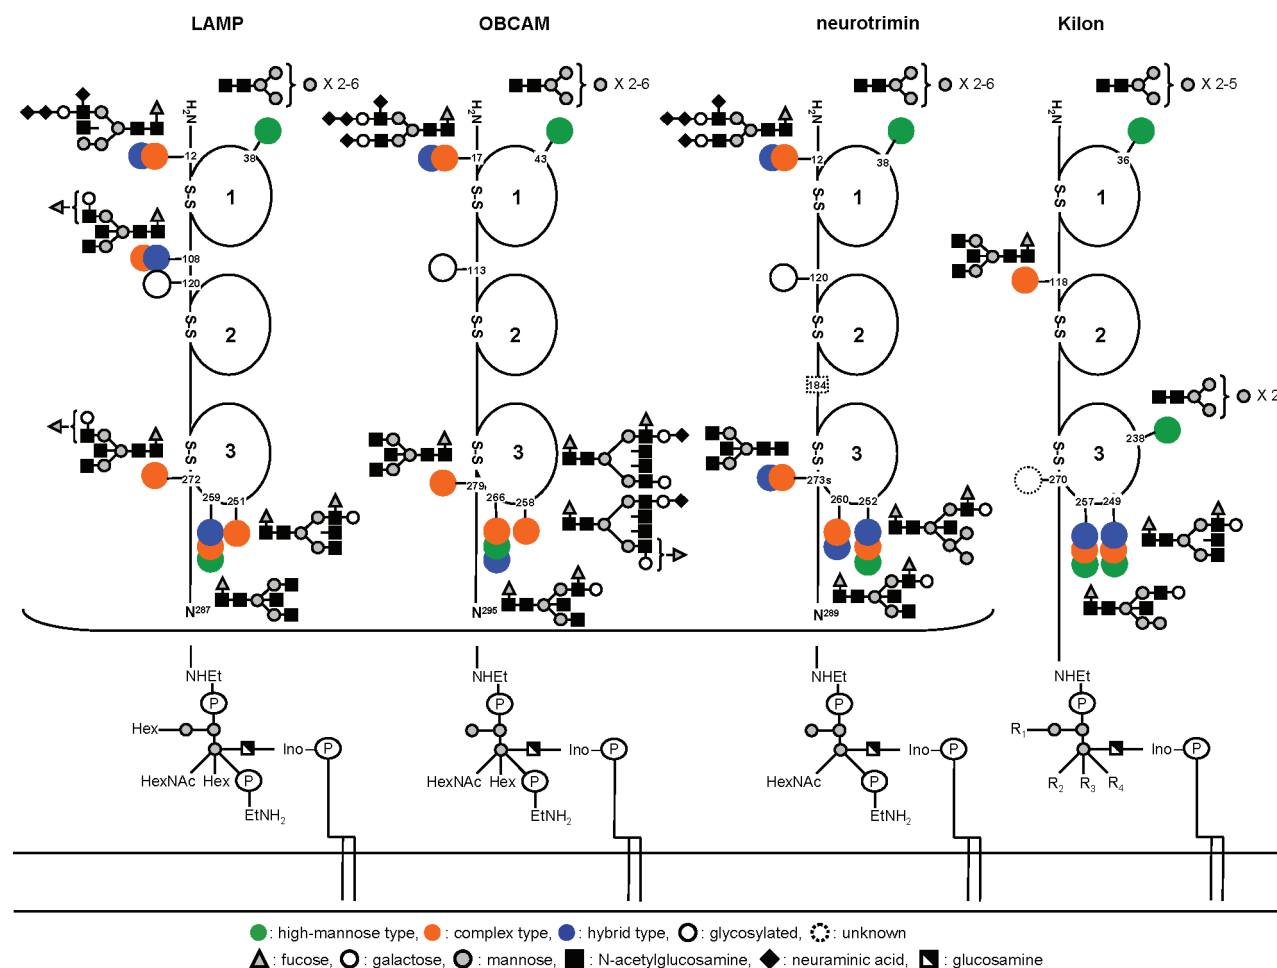 LAMP OBCAM neurotrimin Kilon
X 2-6 X 2-6 X 2-6 X 2-5
H2N H2N H2N H2N
12 38 17 43 12 38 36
S-S S-S S-S S-S
1 1 1 1
108
120 113 120 118
S-S S-S S-S S-S
2 2 2 2
184
X 2
238
S-S S-S S-S S-S
3 3 3 3
272 279 273s 270
259 251 266 258 260 252 257 249
N287 N295 N289
NHEt NHEt NHEt NHEt
P P P P
Hex R1
Ino P Ino P Ino P Ino P
HexNAc Hex P HexNAc Hex P HexNAc P R2 R3 R4
EtNH2 EtNH2 EtNH2
: high-mannose type, : complex type, : hybrid type, : glycosylated, : unknown
: fucose, : galactose, : mannose, : N-acetylglucosamine, : neuraminic acid, : glucosamine